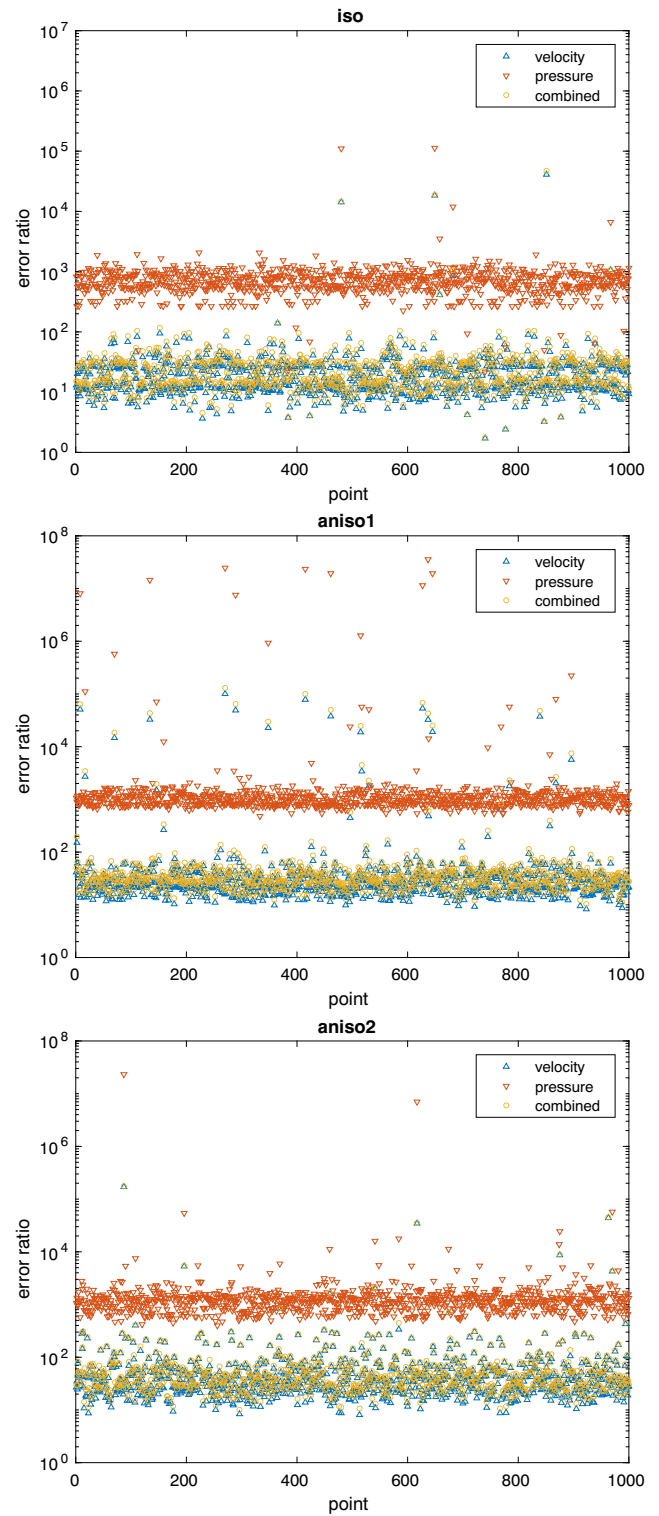 iso
10^7
10^6
10^5
10^4
10^3
10^2
10^1
10^0
error ratio
velocity
pressure
combined
0 200 400 600 800 1000
point
aniso1
10^8
10^6
10^4
10^2
10^0
error ratio
velocity
pressure
combined
0 200 400 600 800 1000
point
aniso2
10^8
10^6
10^4
10^2
10^0
error ratio
velocity
pressure
combined
0 200 400 600 800 1000
point